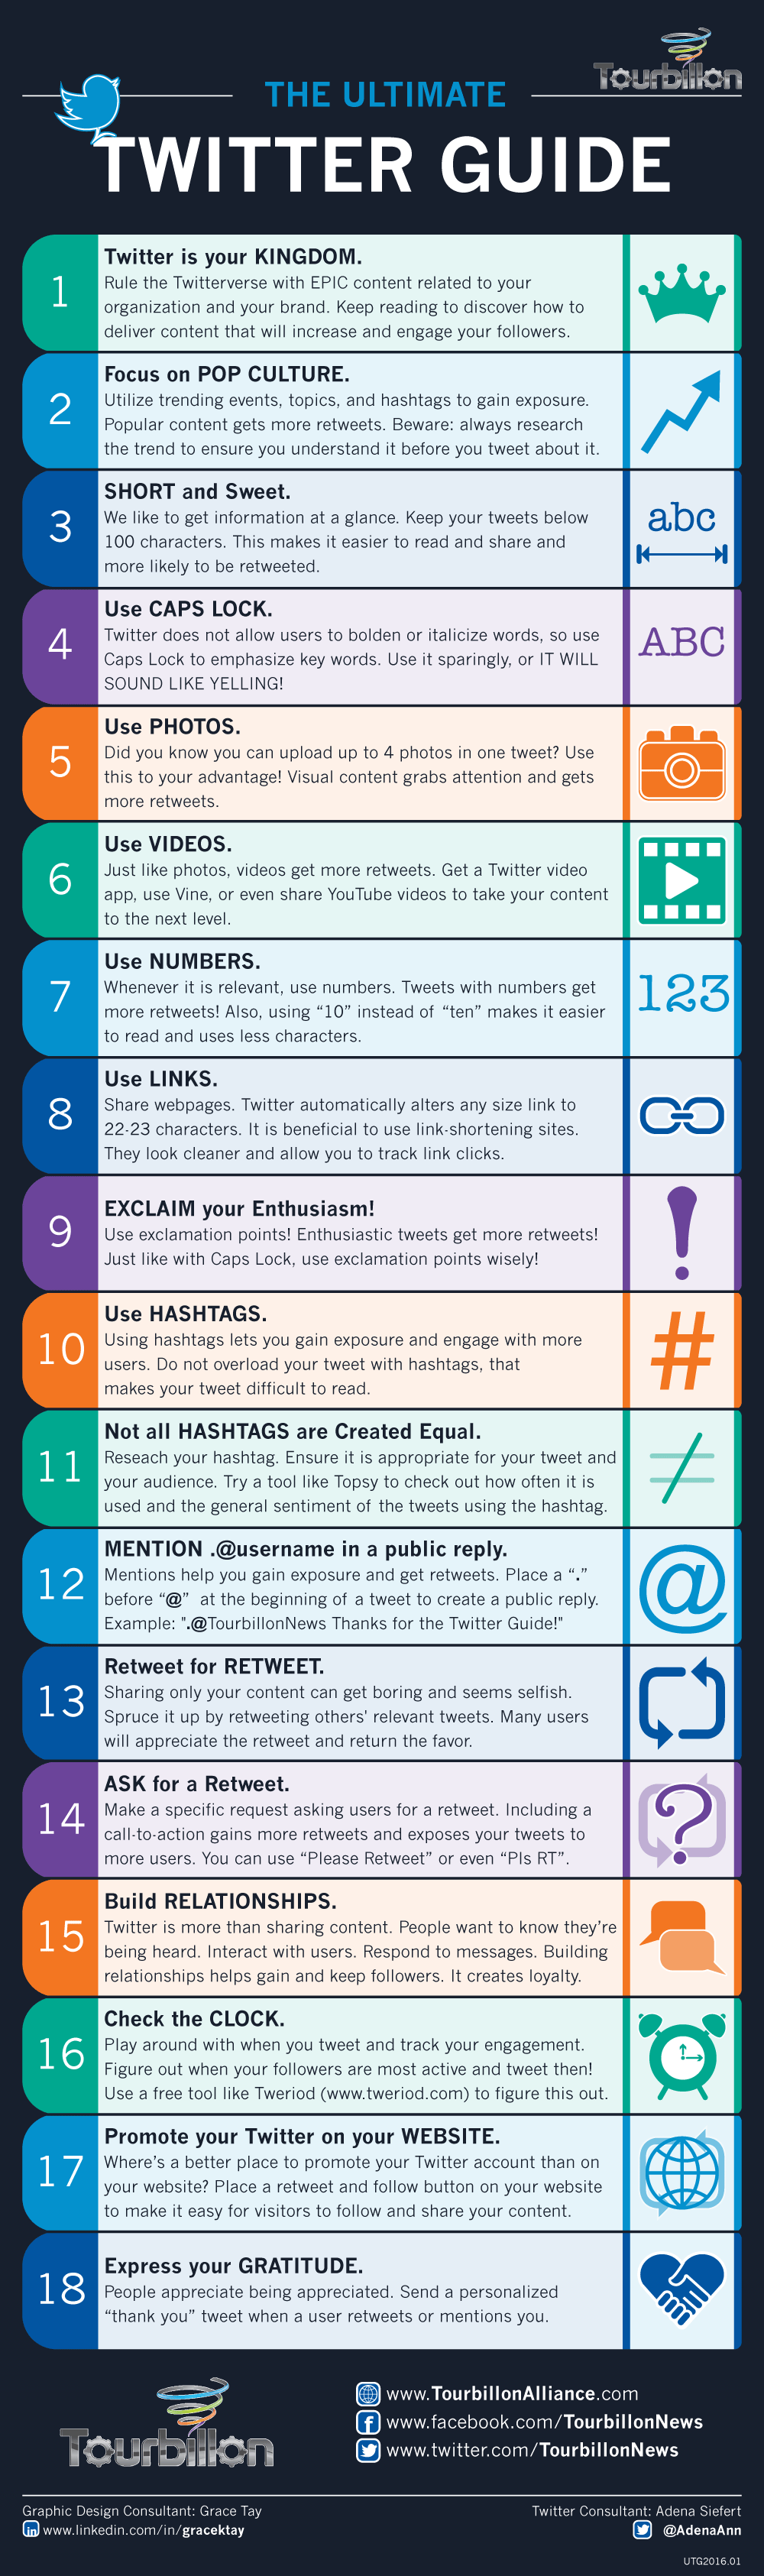 Tourbillon
THE ULTIMATE
TWITTER GUIDE
1
Twitter is your KINGDOM.
Rule the Twitterverse with EPIC content related to your
organization and your brand. Keep reading to discover how to
deliver content that will increase and engage your followers.
2
Focus on POP CULTURE.
Utilize trending events, topics, and hashtags to gain exposure.
Popular content gets more retweets. Beware: always research
the trend to ensure you understand it before you tweet about it.
3
SHORT and Sweet.
We like to get information at a glance. Keep your tweets below
100 characters. This makes it easier to read and share and
more likely to be retweeted.
abc
4
Use CAPS LOCK.
Twitter does not allow users to bolden or italicize words, so use
Caps Lock to emphasize key words. Use it sparingly, or IT WILL
SOUND LIKE YELLING!
ABC
5
Use PHOTOS.
Did you know you can upload up to 4 photos in one tweet? Use
this to your advantage! Visual content grabs attention and gets
more retweets.
6
Use VIDEOS.
Just like photos, videos get more retweets. Get a Twitter video
app, use Vine, or even share YouTube videos to take your content
to the next level.
7
Use NUMBERS.
Whenever it is relevant, use numbers. Tweets with numbers get
more retweets! Also, using “10” instead of “ten” makes it easier
to read and uses less characters.
123
8
Use LINKS.
Share webpages. Twitter automatically alters any size link to
22-23 characters. It is beneficial to use link-shortening sites.
They look cleaner and allow you to track link clicks.
9
EXCLAIM your Enthusiasm!
Use exclamation points! Enthusiastic tweets get more retweets!
Just like with Caps Lock, use exclamation points wisely!
!
10
Use HASHTAGS.
Using hashtags lets you gain exposure and engage with more
users. Do not overload your tweet with hashtags, that
makes your tweet difficult to read.
#
11
Not all HASHTAGS are Created Equal.
Reseach your hashtag. Ensure it is appropriate for your tweet and
your audience. Try a tool like Topsy to check out how often it is
used and the general sentiment of the tweets using the hashtag.
≠
12
MENTION .@username in a public reply.
Mentions help you gain exposure and get retweets. Place a “.”
before “@” at the beginning of a tweet to create a public reply.
Example: ".@TourbillonNews Thanks for the Twitter Guide!"
@
13
Retweet for RETWEET.
Sharing only your content can get boring and seems selfish.
Spruce it up by retweeting others' relevant tweets. Many users
will appreciate the retweet and return the favor.
14
ASK for a Retweet.
Make a specific request asking users for a retweet. Including a
call-to-action gains more retweets and exposes your tweets to
more users. You can use “Please Retweet” or even “Pls RT”.
?
15
Build RELATIONSHIPS.
Twitter is more than sharing content. People want to know they’re
being heard. Interact with users. Respond to messages. Building
relationships helps gain and keep followers. It creates loyalty.
16
Check the CLOCK.
Play around with when you tweet and track your engagement.
Figure out when your followers are most active and tweet then!
Use a free tool like Tweriod (www.tweriod.com) to figure this out.
17
Promote your Twitter on your WEBSITE.
Where’s a better place to promote your Twitter account than on
your website? Place a retweet and follow button on your website
to make it easy for visitors to follow and share your content.
18
Express your GRATITUDE.
People appreciate being appreciated. Send a personalized
“thank you” tweet when a user retweets or mentions you.
Tourbillon
www.TourbillonAlliance.com
www.facebook.com/TourbillonNews
www.twitter.com/TourbillonNews
Graphic Design Consultant: Grace Tay
www.linkedin.com/in/gracektay
Twitter Consultant: Adena Siefert
@AdenaAnn
UTG2016.01